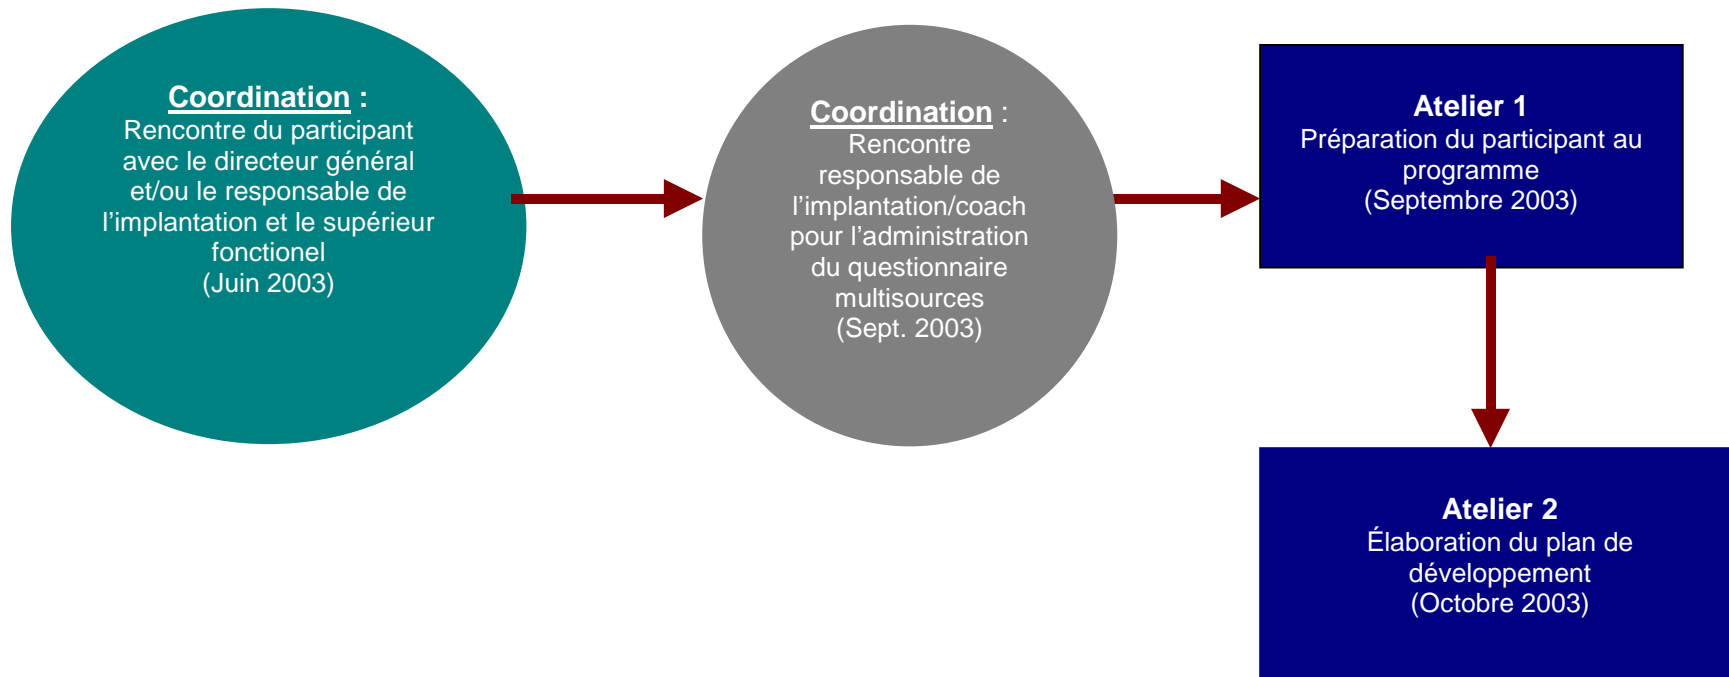 Coordination :
Rencontre du participant
avec le directeur général
et/ou le responsable de
l’implantation et le supérieur
fonctionel
(Juin 2003)
Coordination :
Rencontre
responsable de
l’implantation/coach
pour l’administration
du questionnaire
multisources
(Sept. 2003)
Atelier 1
Préparation du participant au
programme
(Septembre 2003)
Atelier 2
Élaboration du plan de
développement
(Octobre 2003)